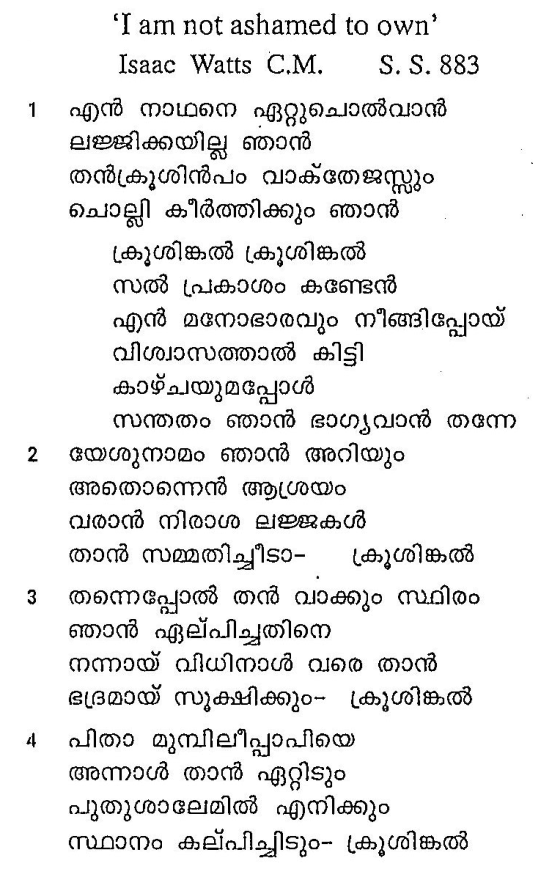 ‘I am not ashamed to own’
Isaac Watts C.M. S. S. 883
1 എൻ നാഥനെ ഏറ്റുചൊൽവാൻ
ലജ്ജിക്കയില്ല ഞാൻ
തൻക്രൂശിൻപം വാക്തേജസ്സും
ചൊല്ലി കീർത്തിക്കും ഞാൻ
ക്രൂശിങ്കൽ ക്രൂശിങ്കൽ
സൽ പ്രകാശം കണ്ടേൻ
എൻ മനോഭാരവും നീങ്ങിപ്പോയ്
വിശ്വാസത്താൽ കിട്ടി
കാഴ്ചയുമപ്പോൾ
സന്തതം ഞാൻ ഭാഗ്യവാൻ തന്നേ
2 യേശുനാമം ഞാൻ അറിയും
അതൊന്നെൻ ആശ്രയം
വരാൻ നിരാശ ലജ്ജകൾ
താൻ സമ്മതിച്ചീടാ- ക്രൂശിങ്കൽ
3 തന്നെപ്പോൽ തൻ വാക്കും സ്ഥിരം
ഞാൻ ഏല്പിച്ചതിനെ
നന്നായ് വിധിനാൾ വരെ താൻ
ഭദ്രമായ് സൂക്ഷിക്കും- ക്രൂശിങ്കൽ
4 പിതാ മുമ്പിലീപ്പാപിയെ
അന്നാൾ താൻ ഏറ്റിടും
പുതുശാലേമിൽ എനിക്കും
സ്ഥാനം കല്പിച്ചിടും- ക്രൂശിങ്കൽ